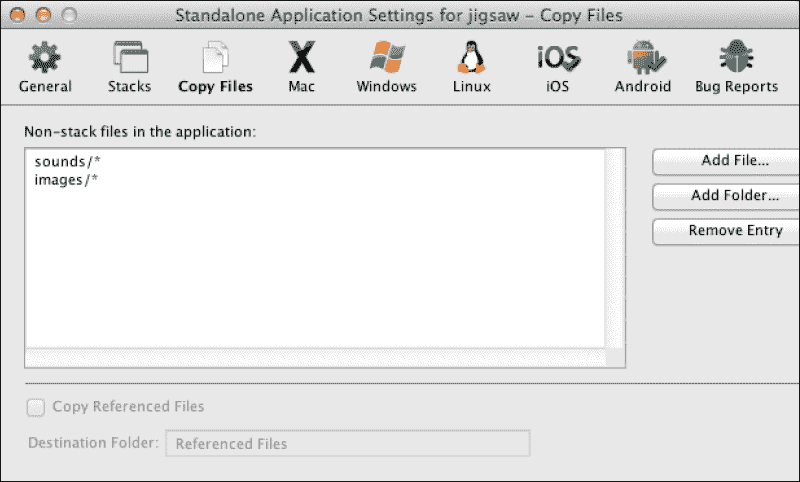 Standalone Application Settings for jigsaw – Copy Files
General Stacks Copy Files Mac Windows Linux iOS Android Bug Reports
Non-stack files in the application:
sounds/*
images/*
Add File...
Add Folder...
Remove Entry
Copy Referenced Files
Destination Folder: Referenced Files